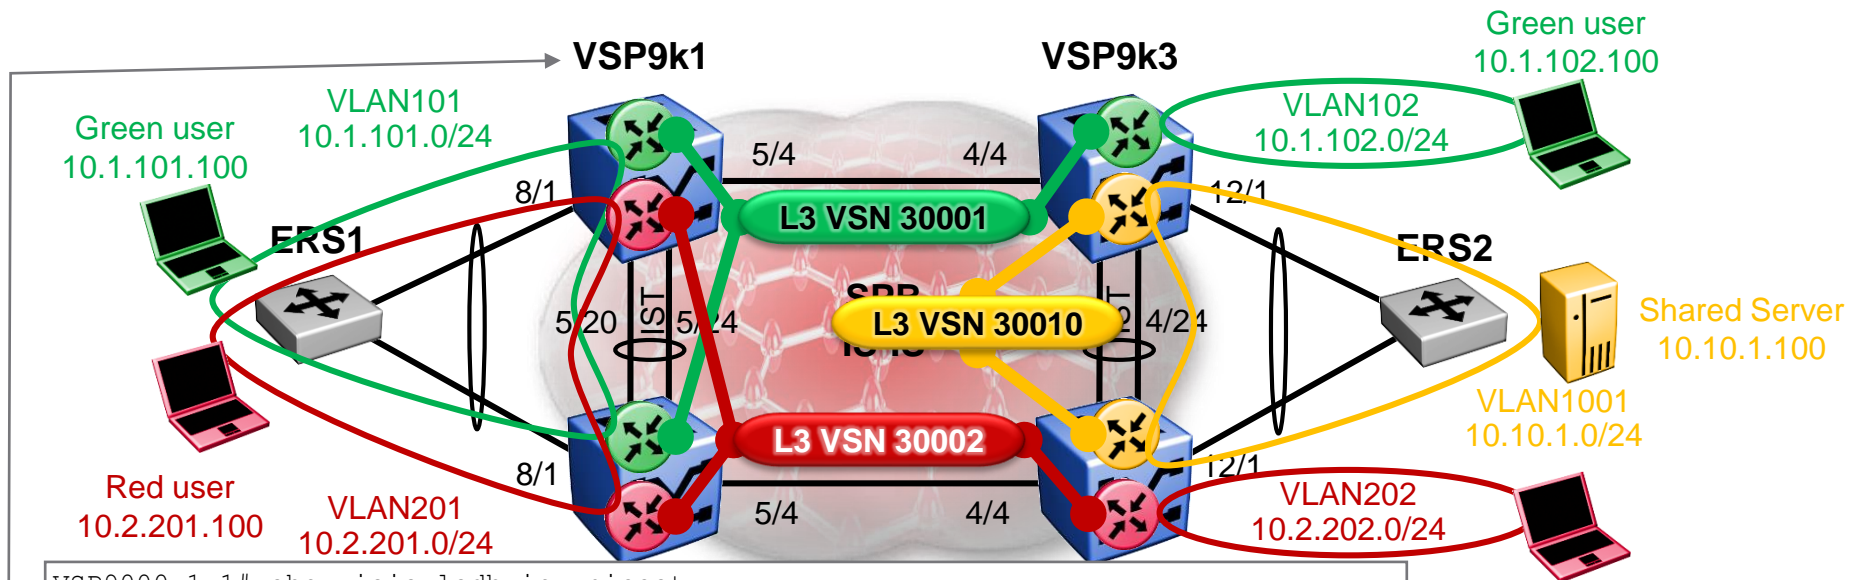 Green user
10.1.102.100
VSP9k1
VSP9k3
VLAN101
10.1.101.0/24
VLAN102
10.1.102.0/24
Green user
10.1.101.100
5/4
4/4
8/1
12/1
L3 VSN 30001
ERS1
ERS2
5/20
IST
5/24
L3 VSN 30010
4/24
Shared Server
10.10.1.100
VLAN1001
10.10.1.0/24
L3 VSN 30002
8/1
12/1
Red user
10.2.201.100
VLAN201
10.2.201.0/24
5/4
4/4
VLAN202
10.2.202.0/24